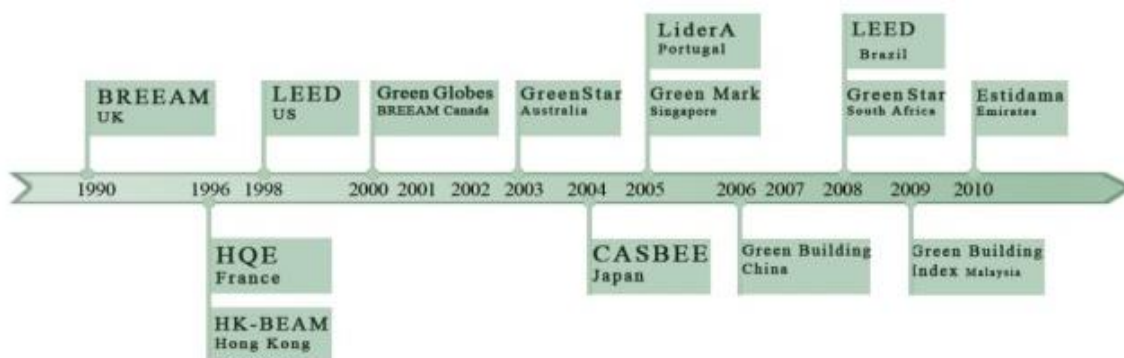 LiderA
Portugal
LEED
Brazil
BREEAM
UK
LEED
US
Green Globes
BREEAM Canada
GreenStar
Australia
Green Mark
Singapore
Green Star
South Africa
Estidama
Emirates
1990 1996 1998 2000 2001 2002 2003 2004 2005 2006 2007 2008 2009 2010
HQE
France
HK-BEAM
Hong Kong
CASBEE
Japan
Green Building
China
Green Building
Index Malaysia